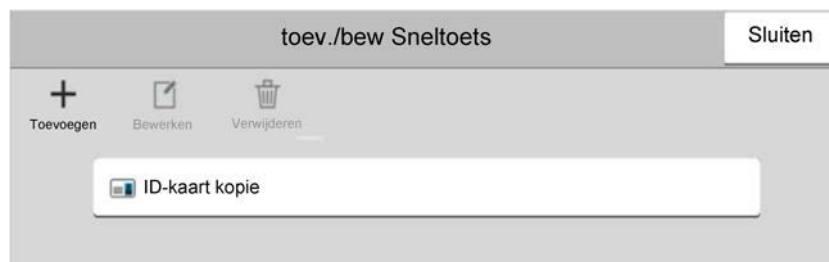 toev./bew Sneltoets
Sluiten
Toevoegen Bewerken Verwijderen
ID-kaart kopie